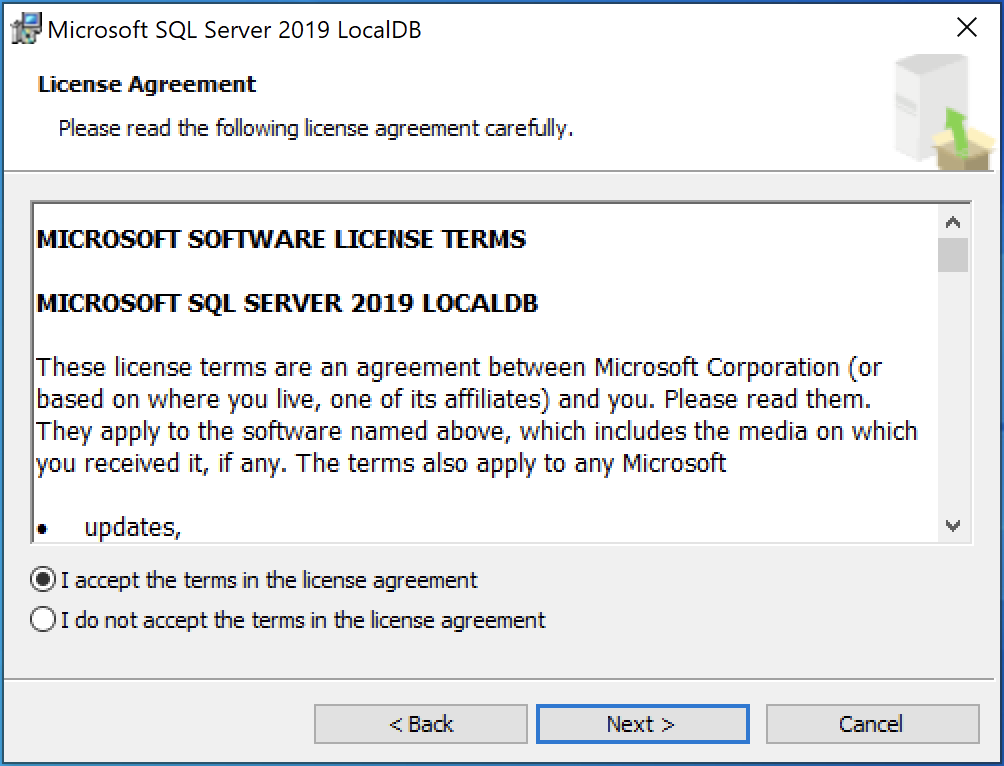 Microsoft SQL Server 2019 LocalDB
License Agreement
Please read the following license agreement carefully.
MICROSOFT SOFTWARE LICENSE TERMS
MICROSOFT SQL SERVER 2019 LOCALDB
These license terms are an agreement between Microsoft Corporation (or
based on where you live, one of its affiliates) and you. Please read them.
They apply to the software named above, which includes the media on which
you received it, if any. The terms also apply to any Microsoft
• updates,
I accept the terms in the license agreement
I do not accept the terms in the license agreement
< Back
Next >
Cancel